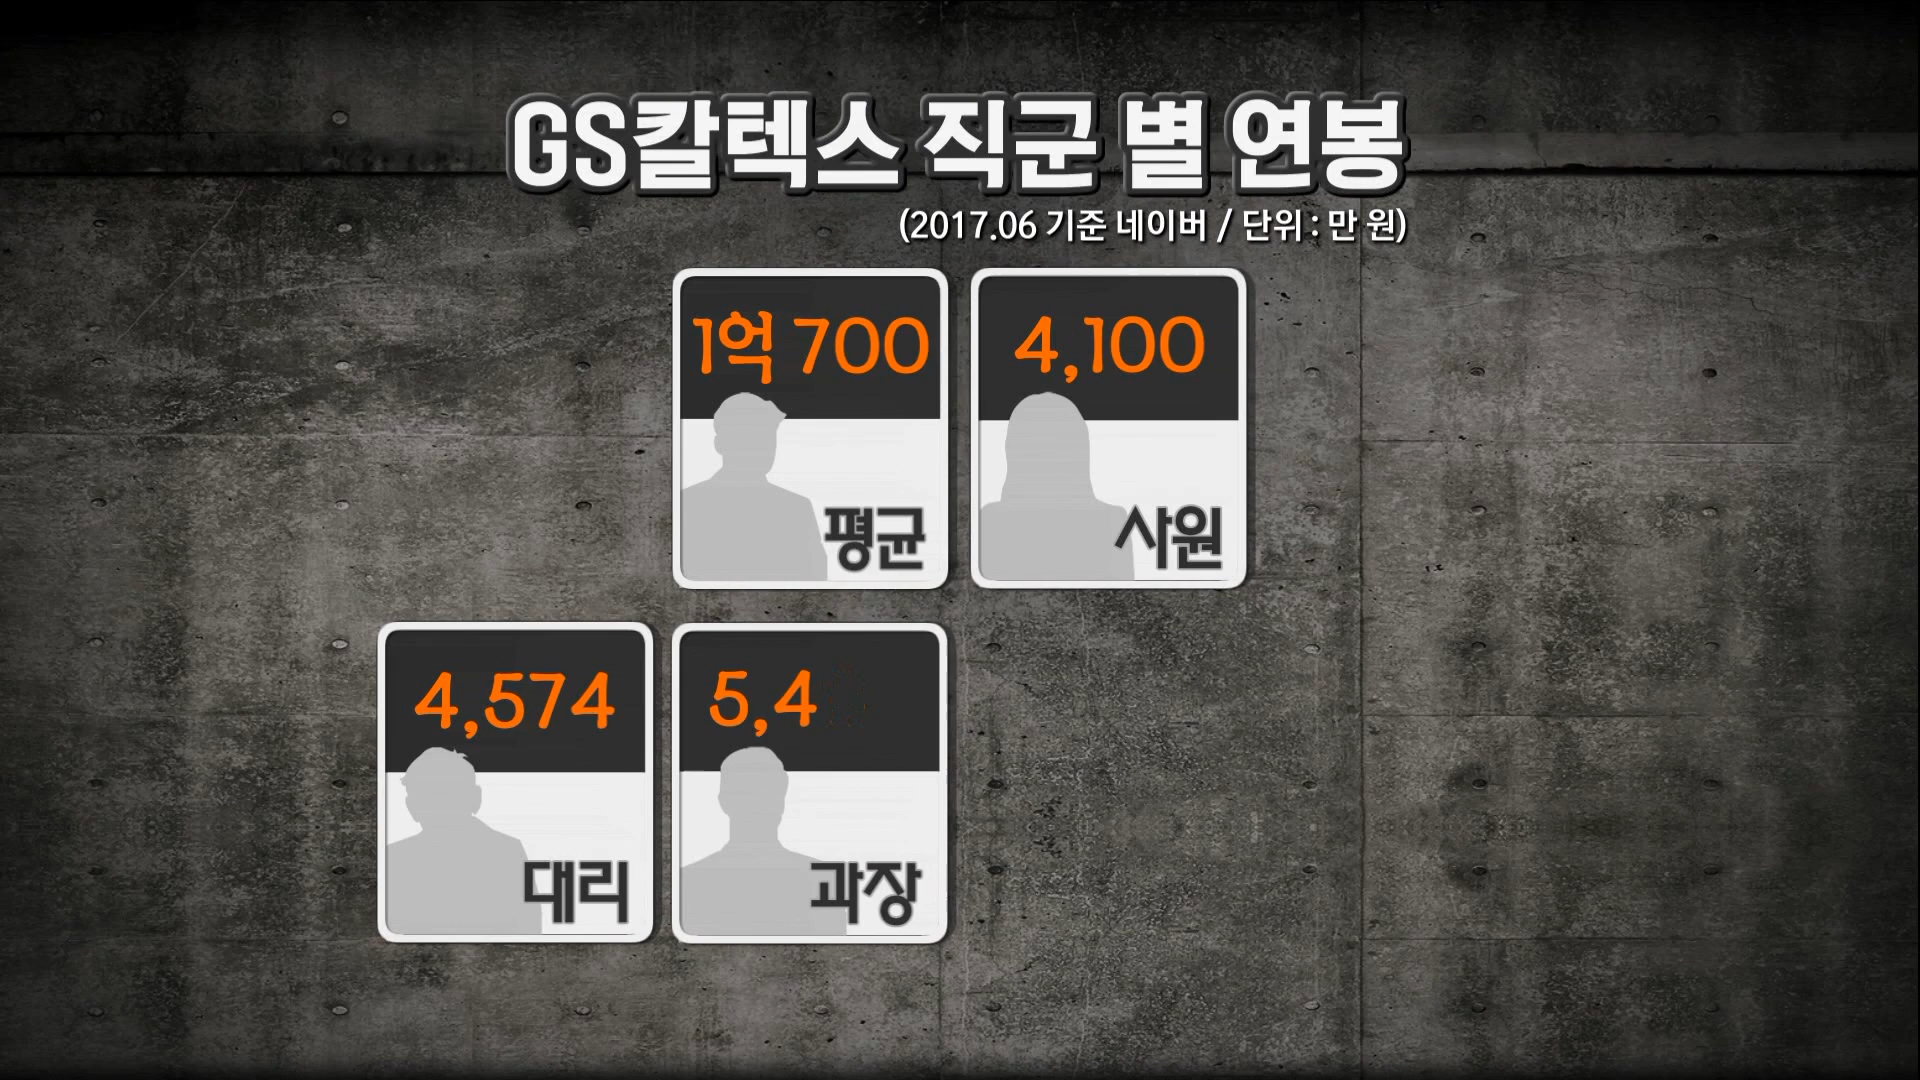 GS칼텍스 직군 별 연봉
(2017.06 기준 네이버 / 단위 : 만 원)
1억 700
평균
4,100
사원
4,574
대리
5,4
과장